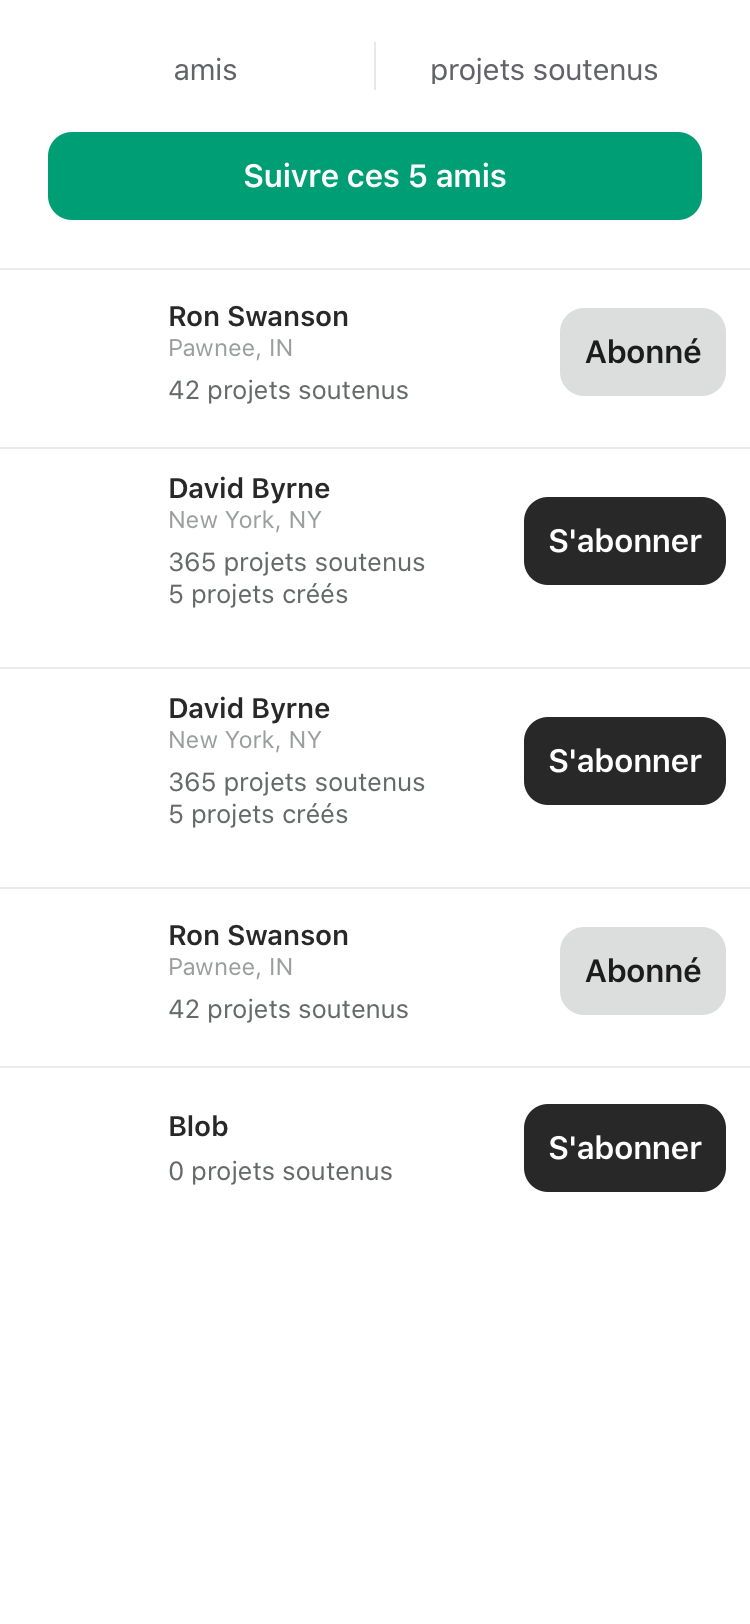 amis
projets soutenus
Suivre ces 5 amis
Ron Swanson
Pawnee, IN
42 projets soutenus
Abonné
David Byrne
New York, NY
365 projets soutenus
5 projets créés
S'abonner
David Byrne
New York, NY
365 projets soutenus
5 projets créés
S'abonner
Ron Swanson
Pawnee, IN
42 projets soutenus
Abonné
Blob
0 projets soutenus
S'abonner